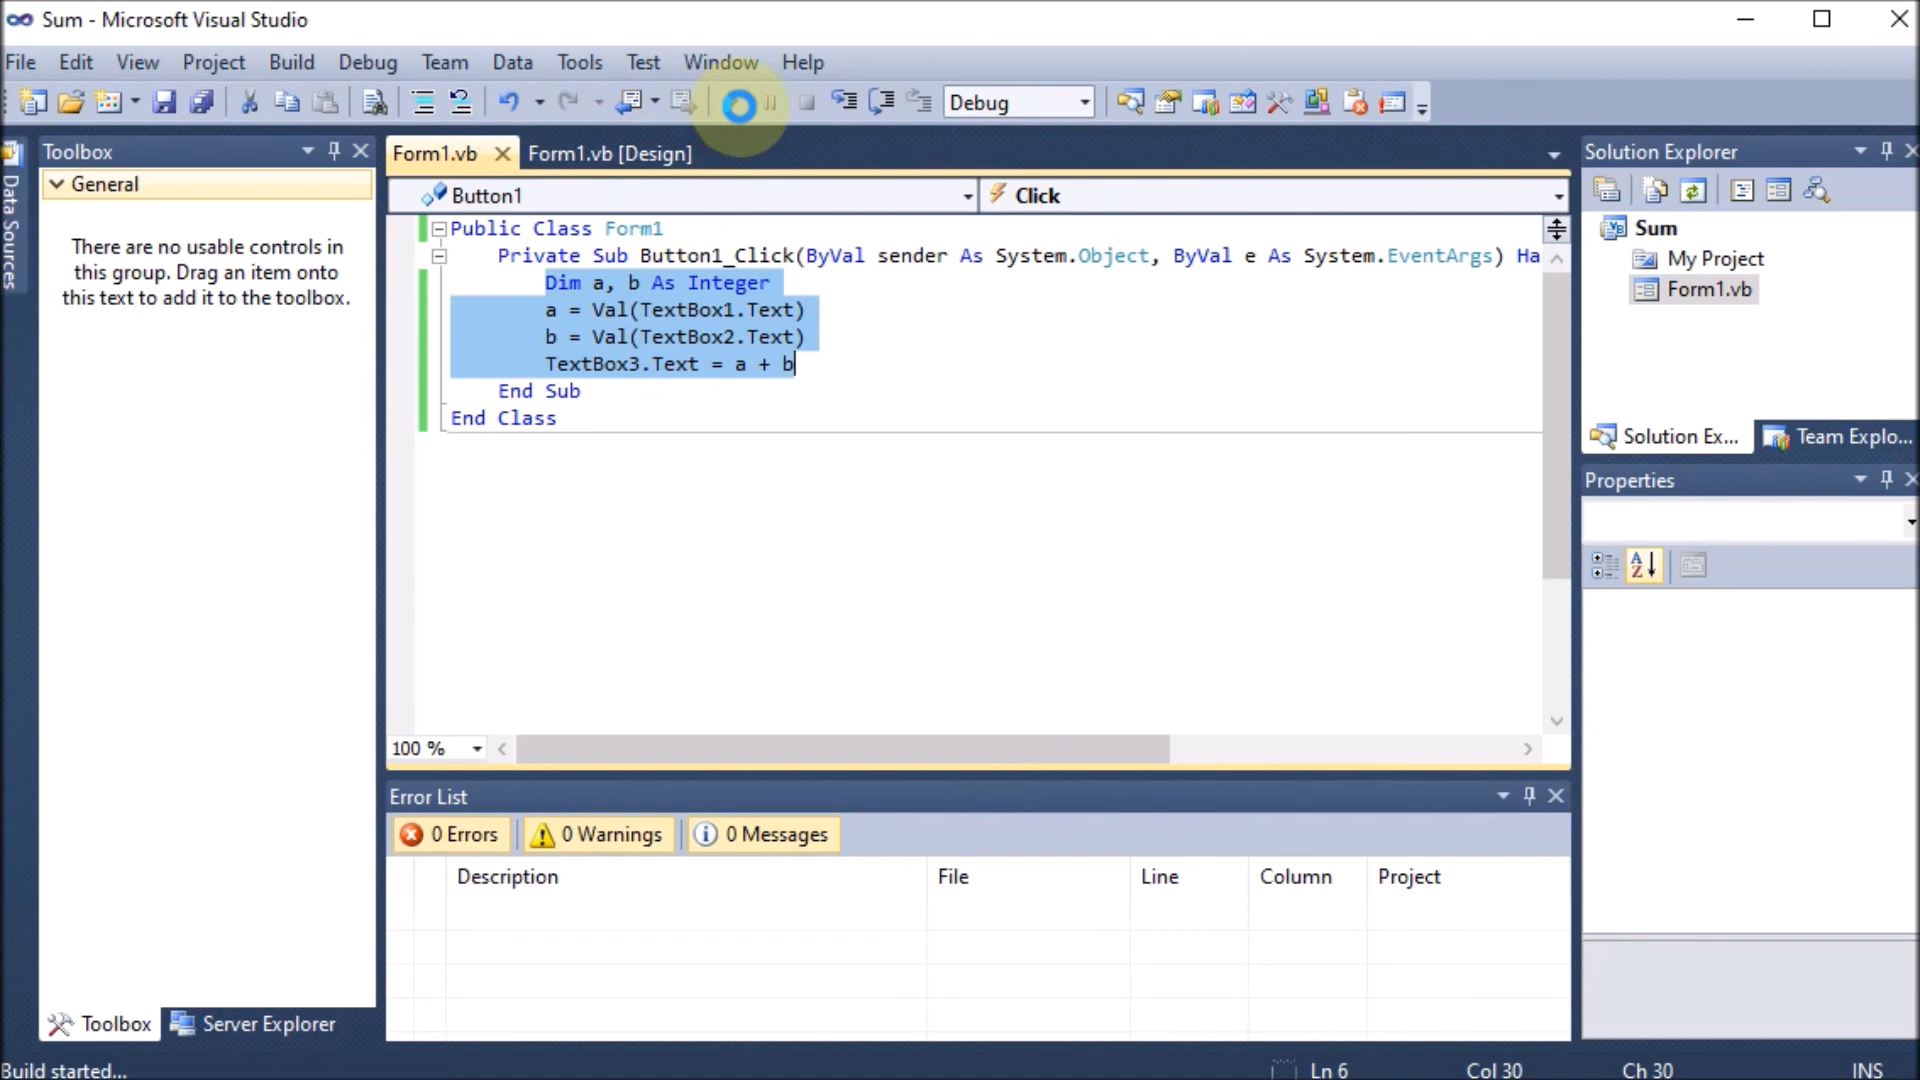 Sum - Microsoft Visual Studio
File Edit View Project Build Debug Team Data Tools Test Window Help
Debug
Data Sources
Toolbox
General
There are no usable controls in
this group. Drag an item onto
this text to add it to the toolbox.
Toolbox Server Explorer
Form1.vb Form1.vb [Design]
Button1 Click
Public Class Form1
Private Sub Button1_Click(ByVal sender As System.Object, ByVal e As System.EventArgs) Ha
Dim a, b As Integer
a = Val(TextBox1.Text)
b = Val(TextBox2.Text)
TextBox3.Text = a + b
End Sub
End Class
100 %
Error List
0 Errors 0 Warnings 0 Messages
Description File Line Column Project
Solution Explorer
Sum
My Project
Form1.vb
Solution Ex... Team Explo...
Properties
Build started... Ln 6 Col 30 Ch 30 INS